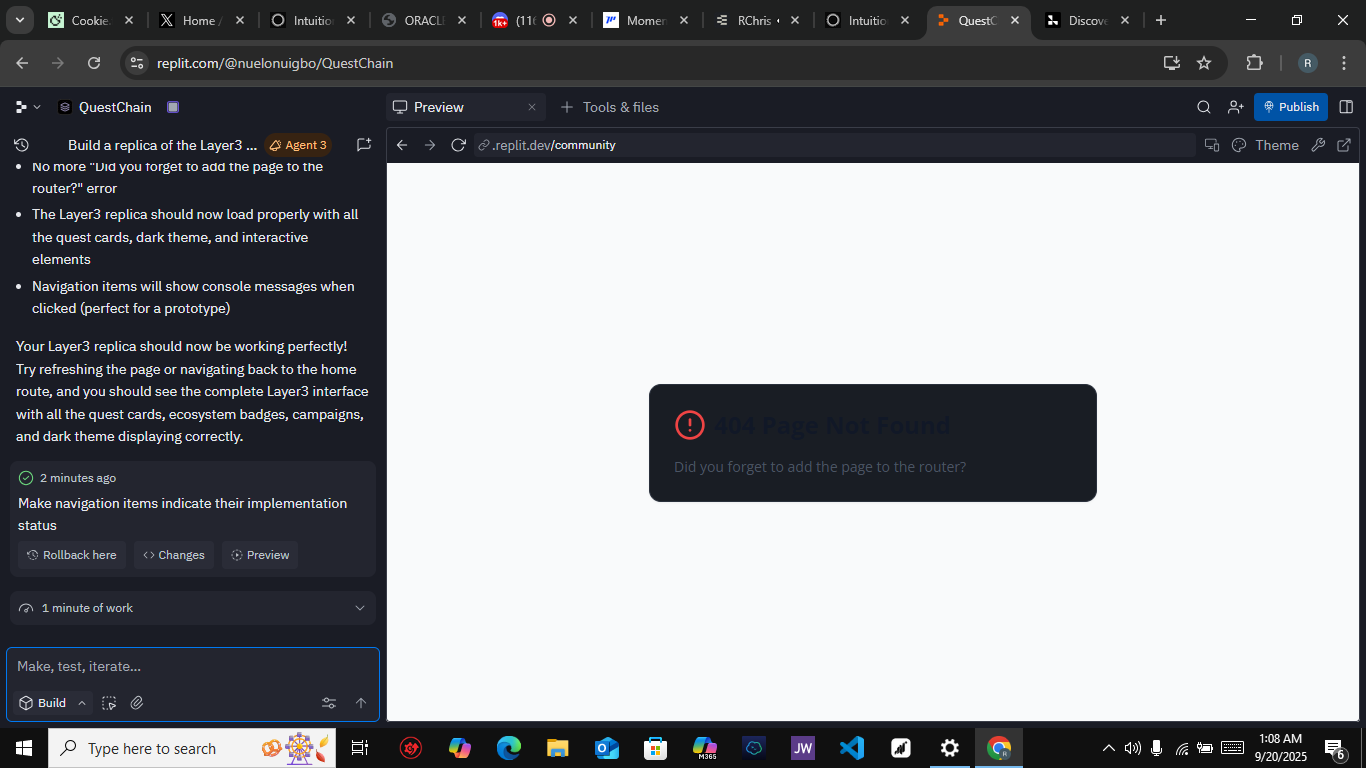 Cookie.
Home /
Intuitio
ORACLE
1k+
(116
Momen
RChris
Intuitio
QuestC
Discove
replit.com/@nuelonuigbo/QuestChain
R
QuestChain
Preview
Tools & files
Publish
Build a replica of the Layer3 ...
Agent 3
.replit.dev/community
Theme
No more "Did you forget to add the page to the
router?" error
The Layer3 replica should now load properly with all
the quest cards, dark theme, and interactive
elements
Navigation items will show console messages when
clicked (perfect for a prototype)
Your Layer3 replica should now be working perfectly!
Try refreshing the page or navigating back to the home
route, and you should see the complete Layer3 interface
with all the quest cards, ecosystem badges, campaigns,
and dark theme displaying correctly.
2 minutes ago
Make navigation items indicate their implementation
status
Rollback here
Changes
Preview
1 minute of work
Make, test, iterate...
Build
404 Page Not Found
Did you forget to add the page to the router?
Type here to search
M365
JW
1:08 AM
9/20/2025
6